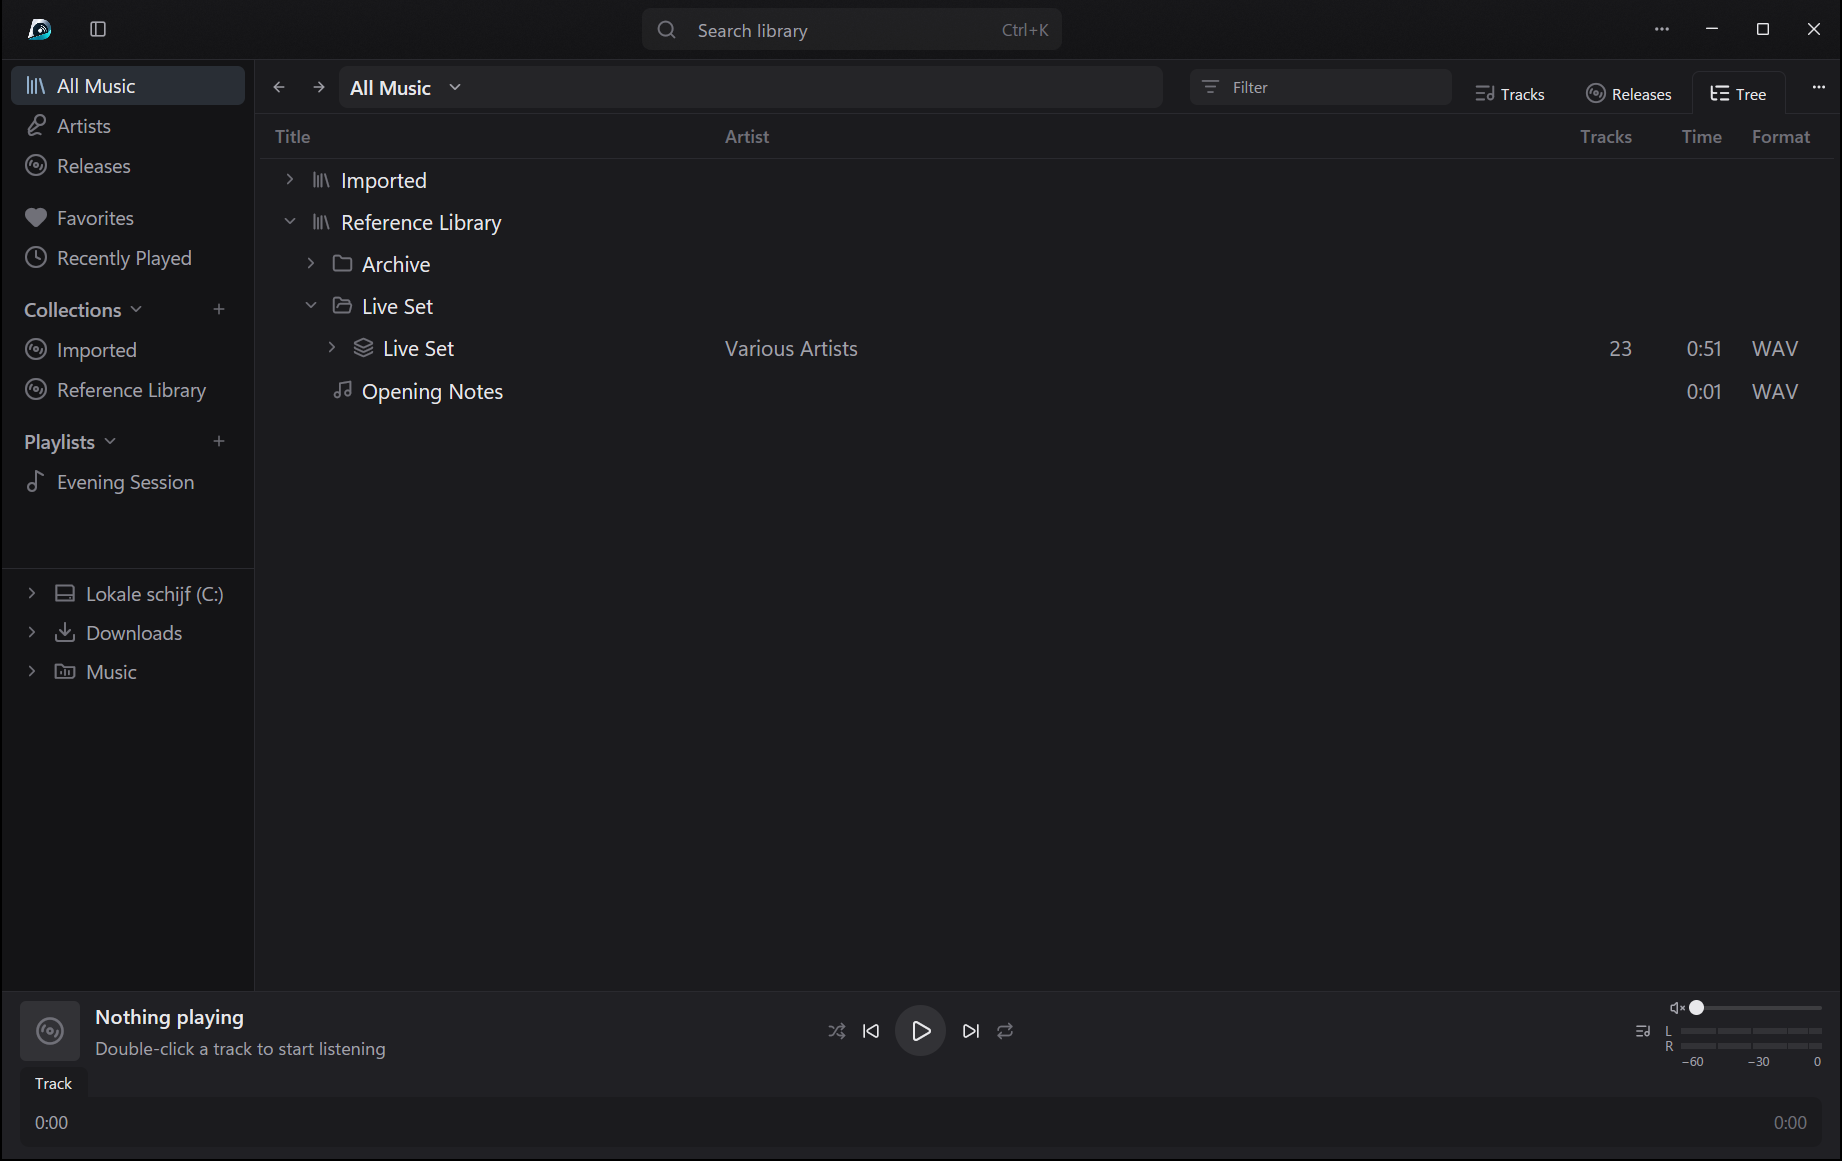 Search library Ctrl+K
All Music
Artists
Releases
Favorites
Recently Played
Collections
Imported
Reference Library
Playlists
Evening Session
Lokale schijf (C:)
Downloads
Music
All Music
Filter
Tracks
Releases
Tree
Title Artist Tracks Time Format
Imported
Reference Library
Archive
Live Set
Live Set Various Artists 23 0:51 WAV
Opening Notes 0:01 WAV
Nothing playing
Double-click a track to start listening
L
R
-60 -30 0
Track
0:00 0:00